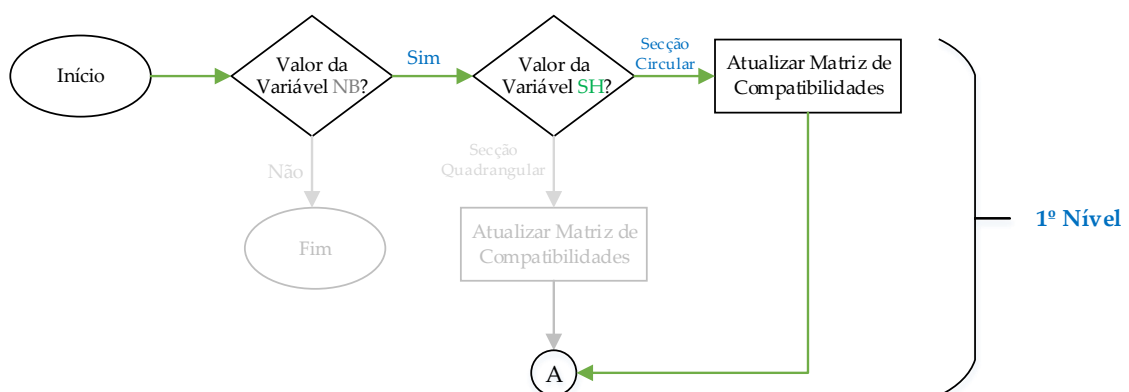 Início
Valor da
Variável NB?
Sim
Valor da
Variável SH?
Secção
Circular
Atualizar Matriz de
Compatibilidades
Não
Fim
Secção
Quadrangular
Atualizar Matriz de
Compatibilidades
A
1º Nível